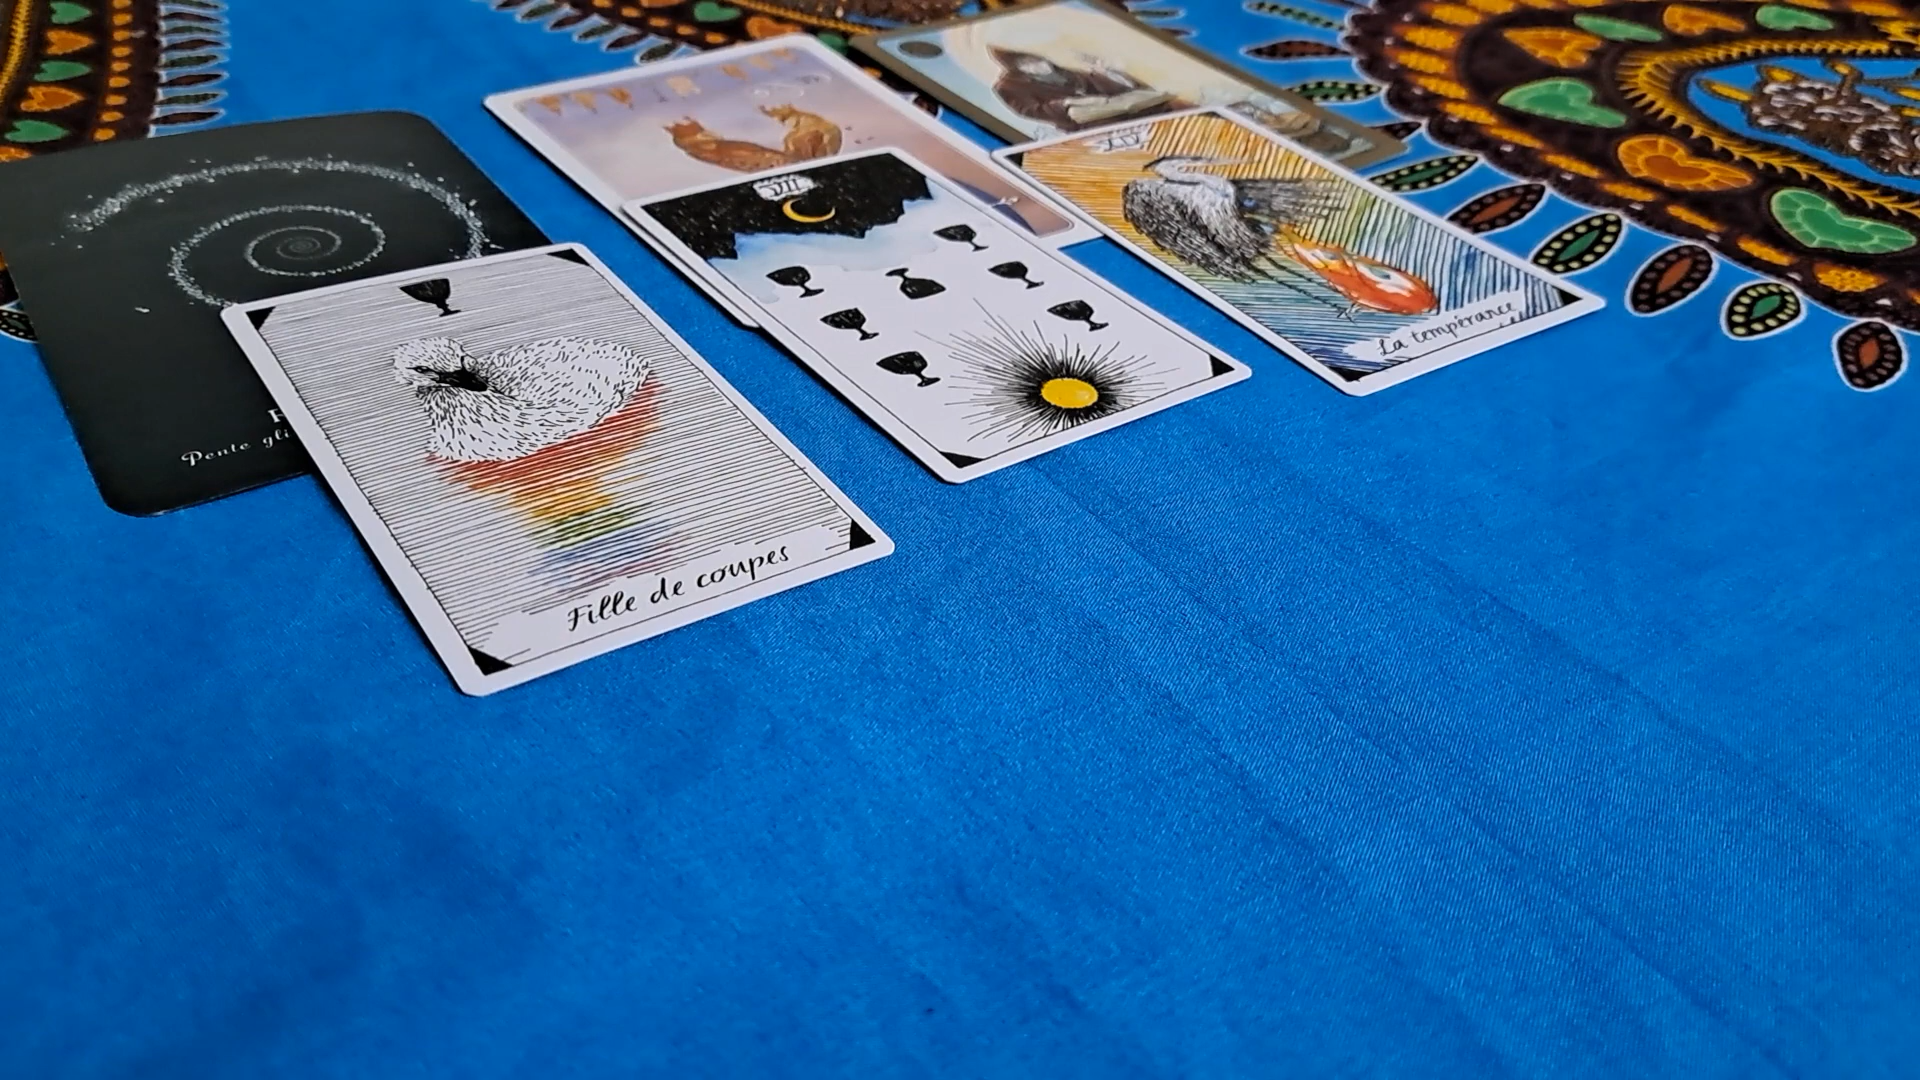 Pente gli
Fille de coupes
VII
XIV
La tempérance